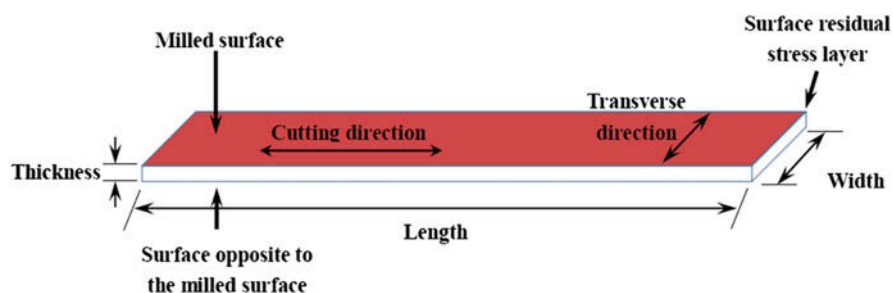 Milled surface
Surface residual
stress layer
Transverse
direction
Cutting direction
Thickness
Width
Length
Surface opposite to
the milled surface